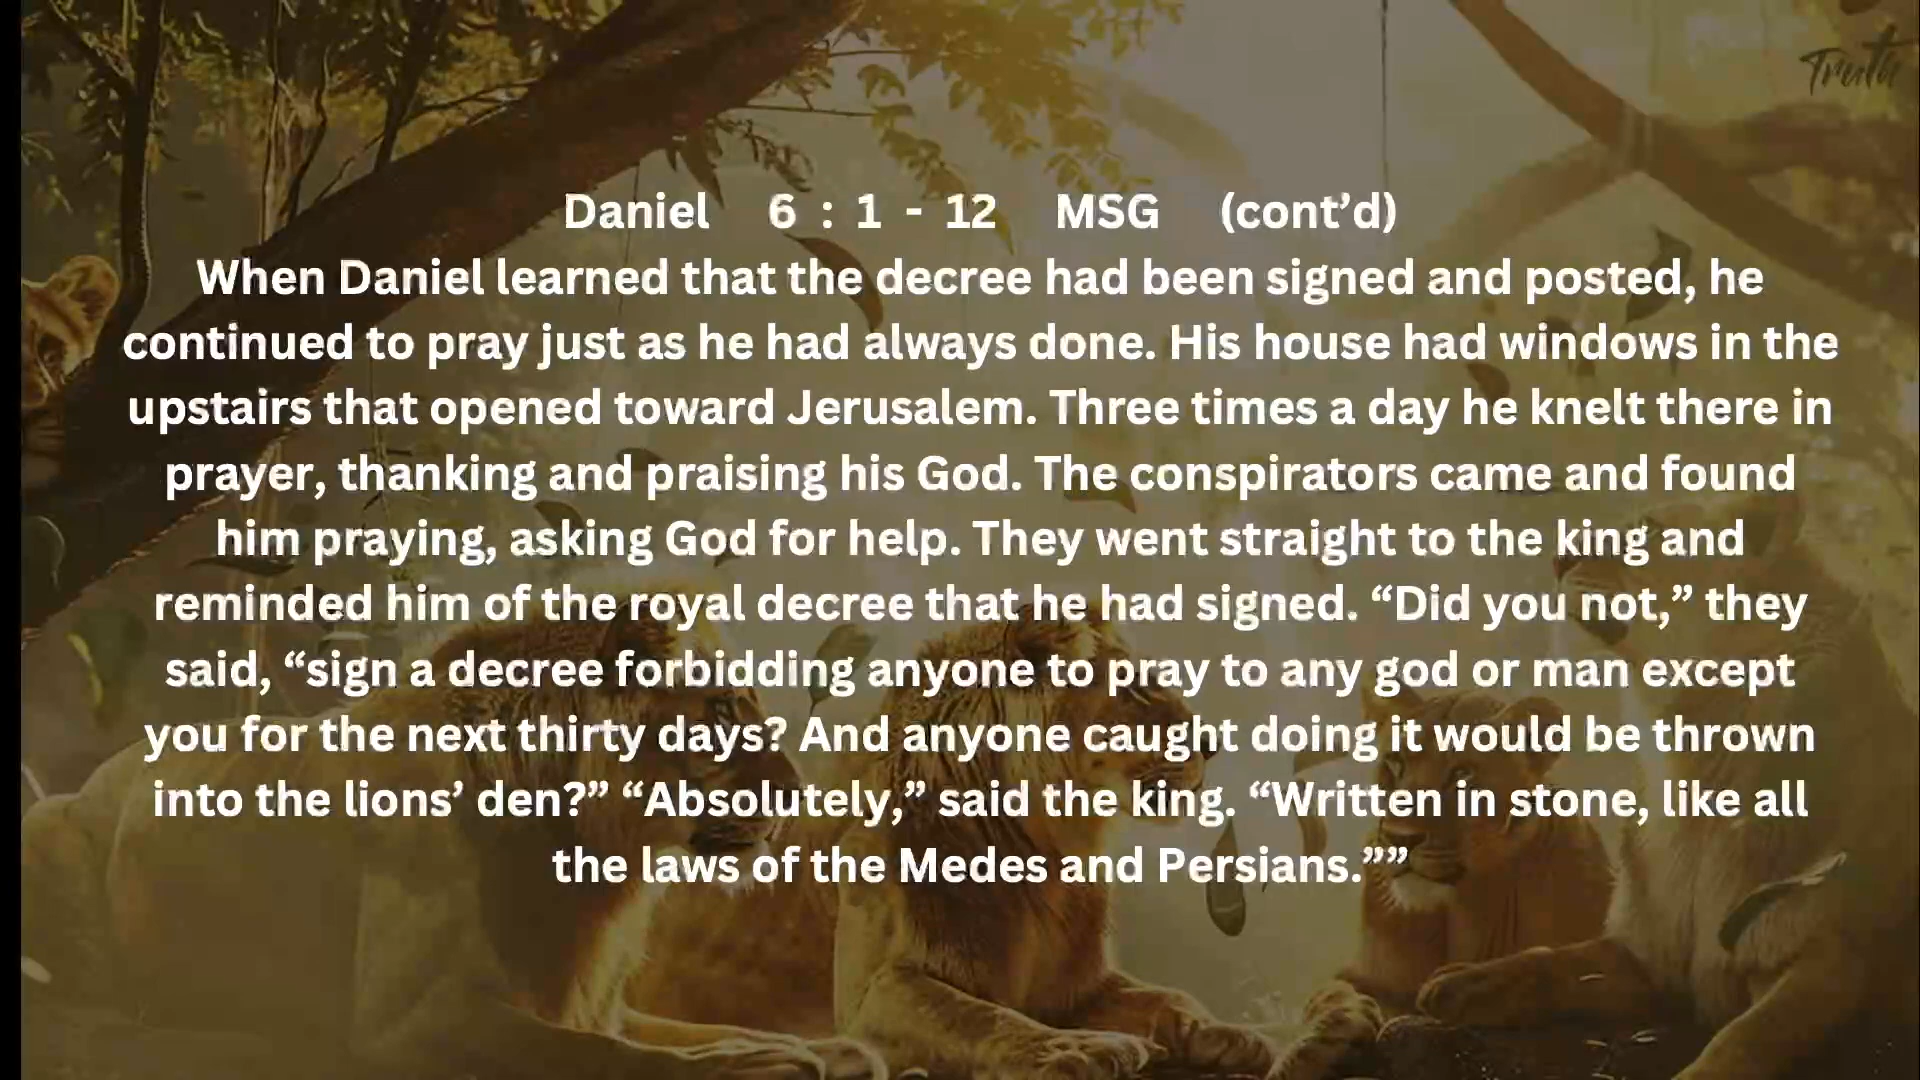 Truth
Daniel 6 : 1 - 12 MSG (cont’d)
When Daniel learned that the decree had been signed and posted, he
continued to pray just as he had always done. His house had windows in the
upstairs that opened toward Jerusalem. Three times a day he knelt there in
prayer, thanking and praising his God. The conspirators came and found
him praying, asking God for help. They went straight to the king and
reminded him of the royal decree that he had signed. “Did you not,” they
said, “sign a decree forbidding anyone to pray to any god or man except
you for the next thirty days? And anyone caught doing it would be thrown
into the lions’ den?” “Absolutely,” said the king. “Written in stone, like all
the laws of the Medes and Persians.””